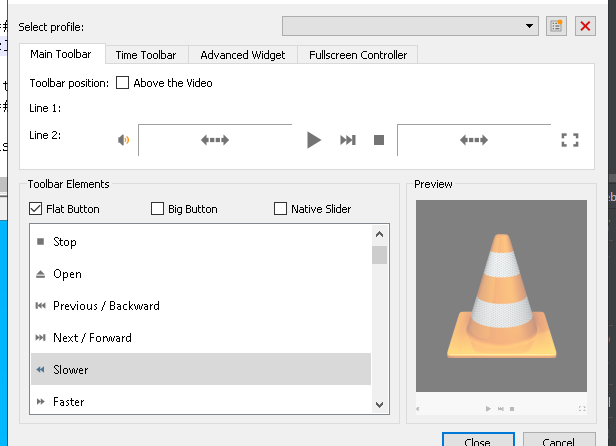 Select profile:
Main Toolbar Time Toolbar Advanced Widget Fullscreen Controller
Toolbar position: Above the Video
Line 1:
Line 2:
Toolbar Elements
Flat Button Big Button Native Slider
Stop
Open
Previous / Backward
Next / Forward
Slower
Faster
Preview
Close Cancel